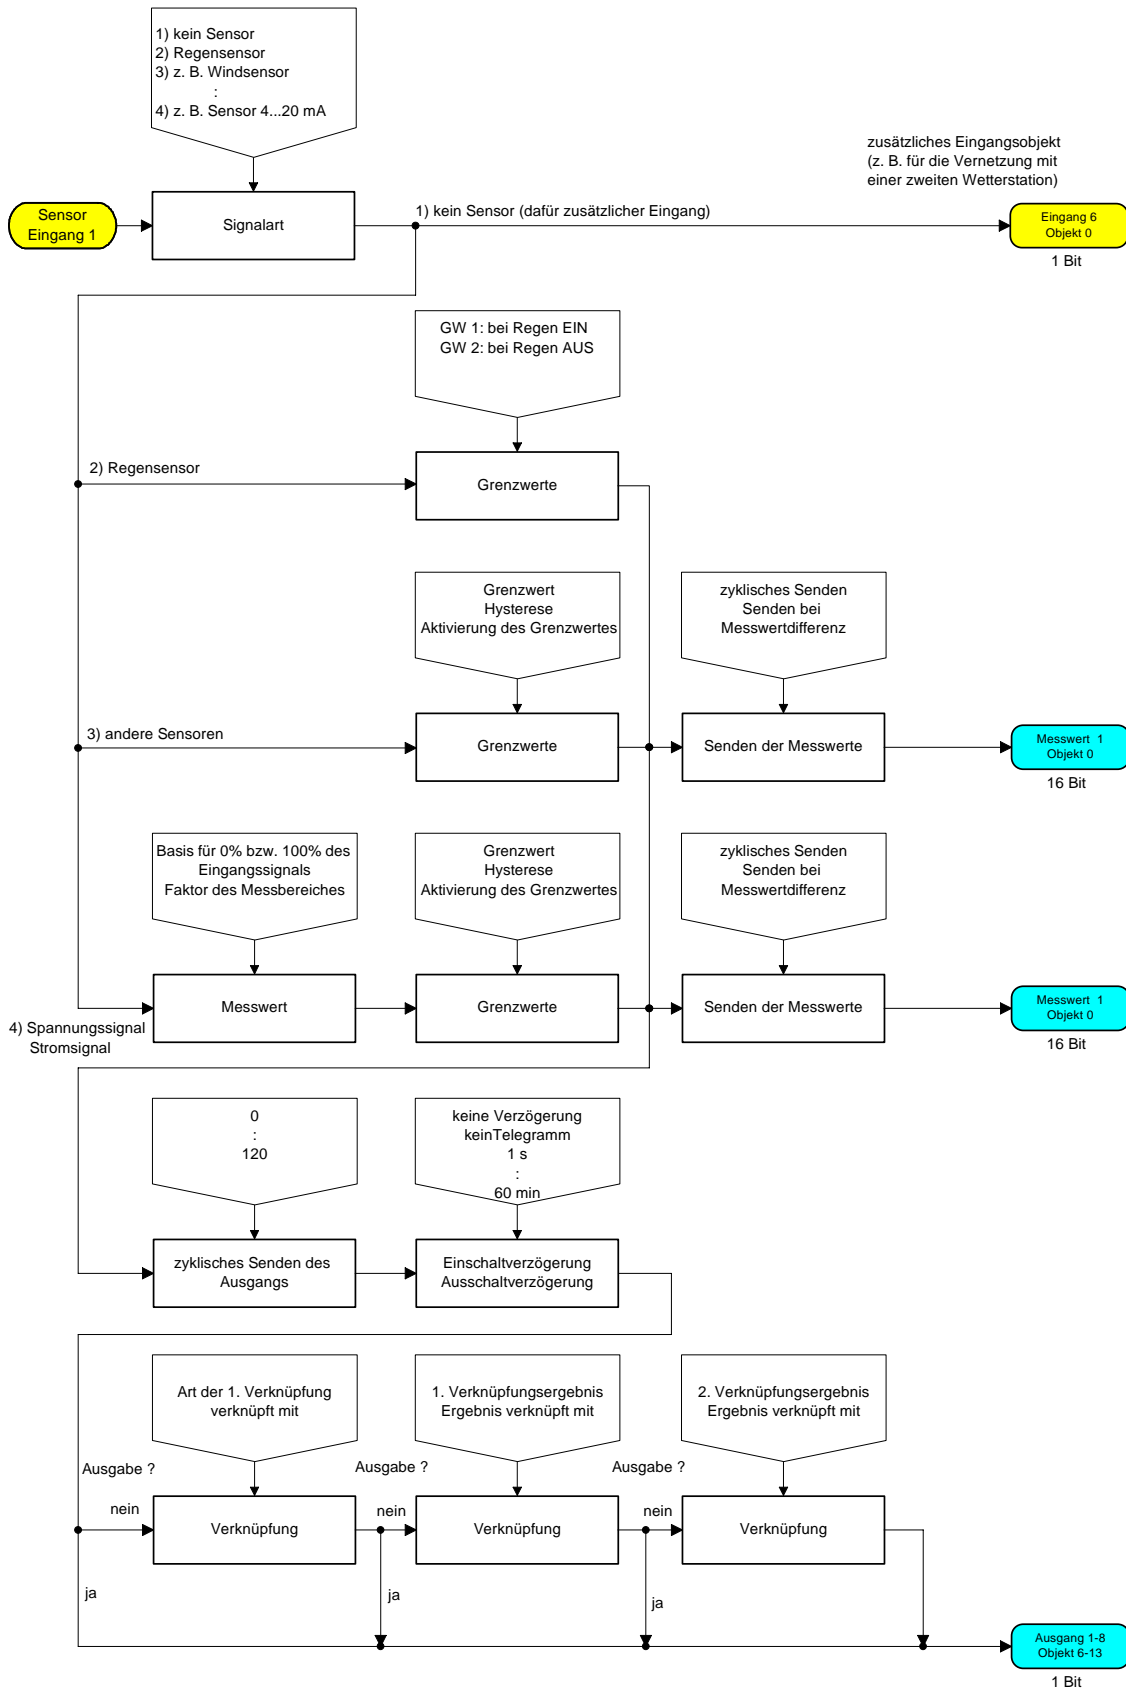 1) kein Sensor
2) Regensensor
3) z. B. Windsensor
:
4) z. B. Sensor 4...20 mA
zusätzliches Eingangsobjekt
(z. B. für die Vernetzung mit
einer zweiten Wetterstation)
Sensor
Eingang 1
Signalart
1) kein Sensor (dafür zusätzlicher Eingang)
Eingang 6
Objekt 0
1 Bit
GW 1: bei Regen EIN
GW 2: bei Regen AUS
2) Regensensor
Grenzwerte
Grenzwert
Hysterese
Aktivierung des Grenzwertes
zyklisches Senden
Senden bei
Messwertdifferenz
3) andere Sensoren
Grenzwerte
Senden der Messwerte
Messwert 1
Objekt 0
16 Bit
Basis für 0% bzw. 100% des
Eingangssignals
Faktor des Messbereiches
Grenzwert
Hysterese
Aktivierung des Grenzwertes
zyklisches Senden
Senden bei
Messwertdifferenz
4) Spannungssignal
Stromsignal
Messwert
Grenzwerte
Senden der Messwerte
Messwert 1
Objekt 0
16 Bit
0
:
120
keine Verzögerung
keinTelegramm
1 s
:
60 min
zyklisches Senden des
Ausgangs
Einschaltverzögerung
Ausschaltverzögerung
Art der 1. Verknüpfung
verknüpft mit
1. Verknüpfungsergebnis
Ergebnis verknüpft mit
2. Verknüpfungsergebnis
Ergebnis verknüpft mit
Ausgabe ?
Ausgabe ?
Ausgabe ?
nein
Verknüpfung
nein
Verknüpfung
nein
Verknüpfung
ja
ja
ja
Ausgang 1-8
Objekt 6-13
1 Bit